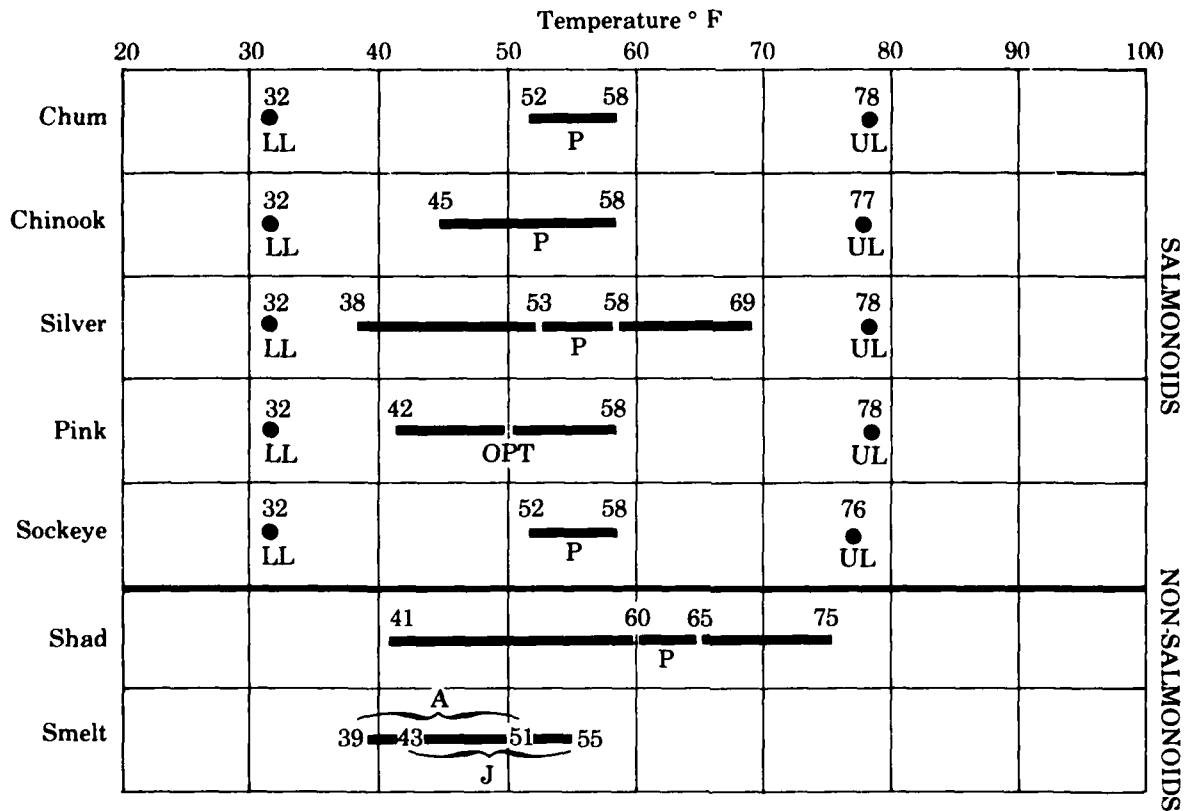 Temperature ° F
20 30 40 50 60 70 80 90 100
32 52 58 78
Chum
LL P UL
32 45 58 77
Chinook
LL P UL
32 38 53 58 69 78
Silver
LL P UL
32 42 58 78
Pink
LL OPT UL
32 52 58 76
Sockeye
LL P UL
SALMONOIDS
41 60 65 75
Shad
P
A
Smelt 39 43 51 55
J
NON-SALMONOIDS